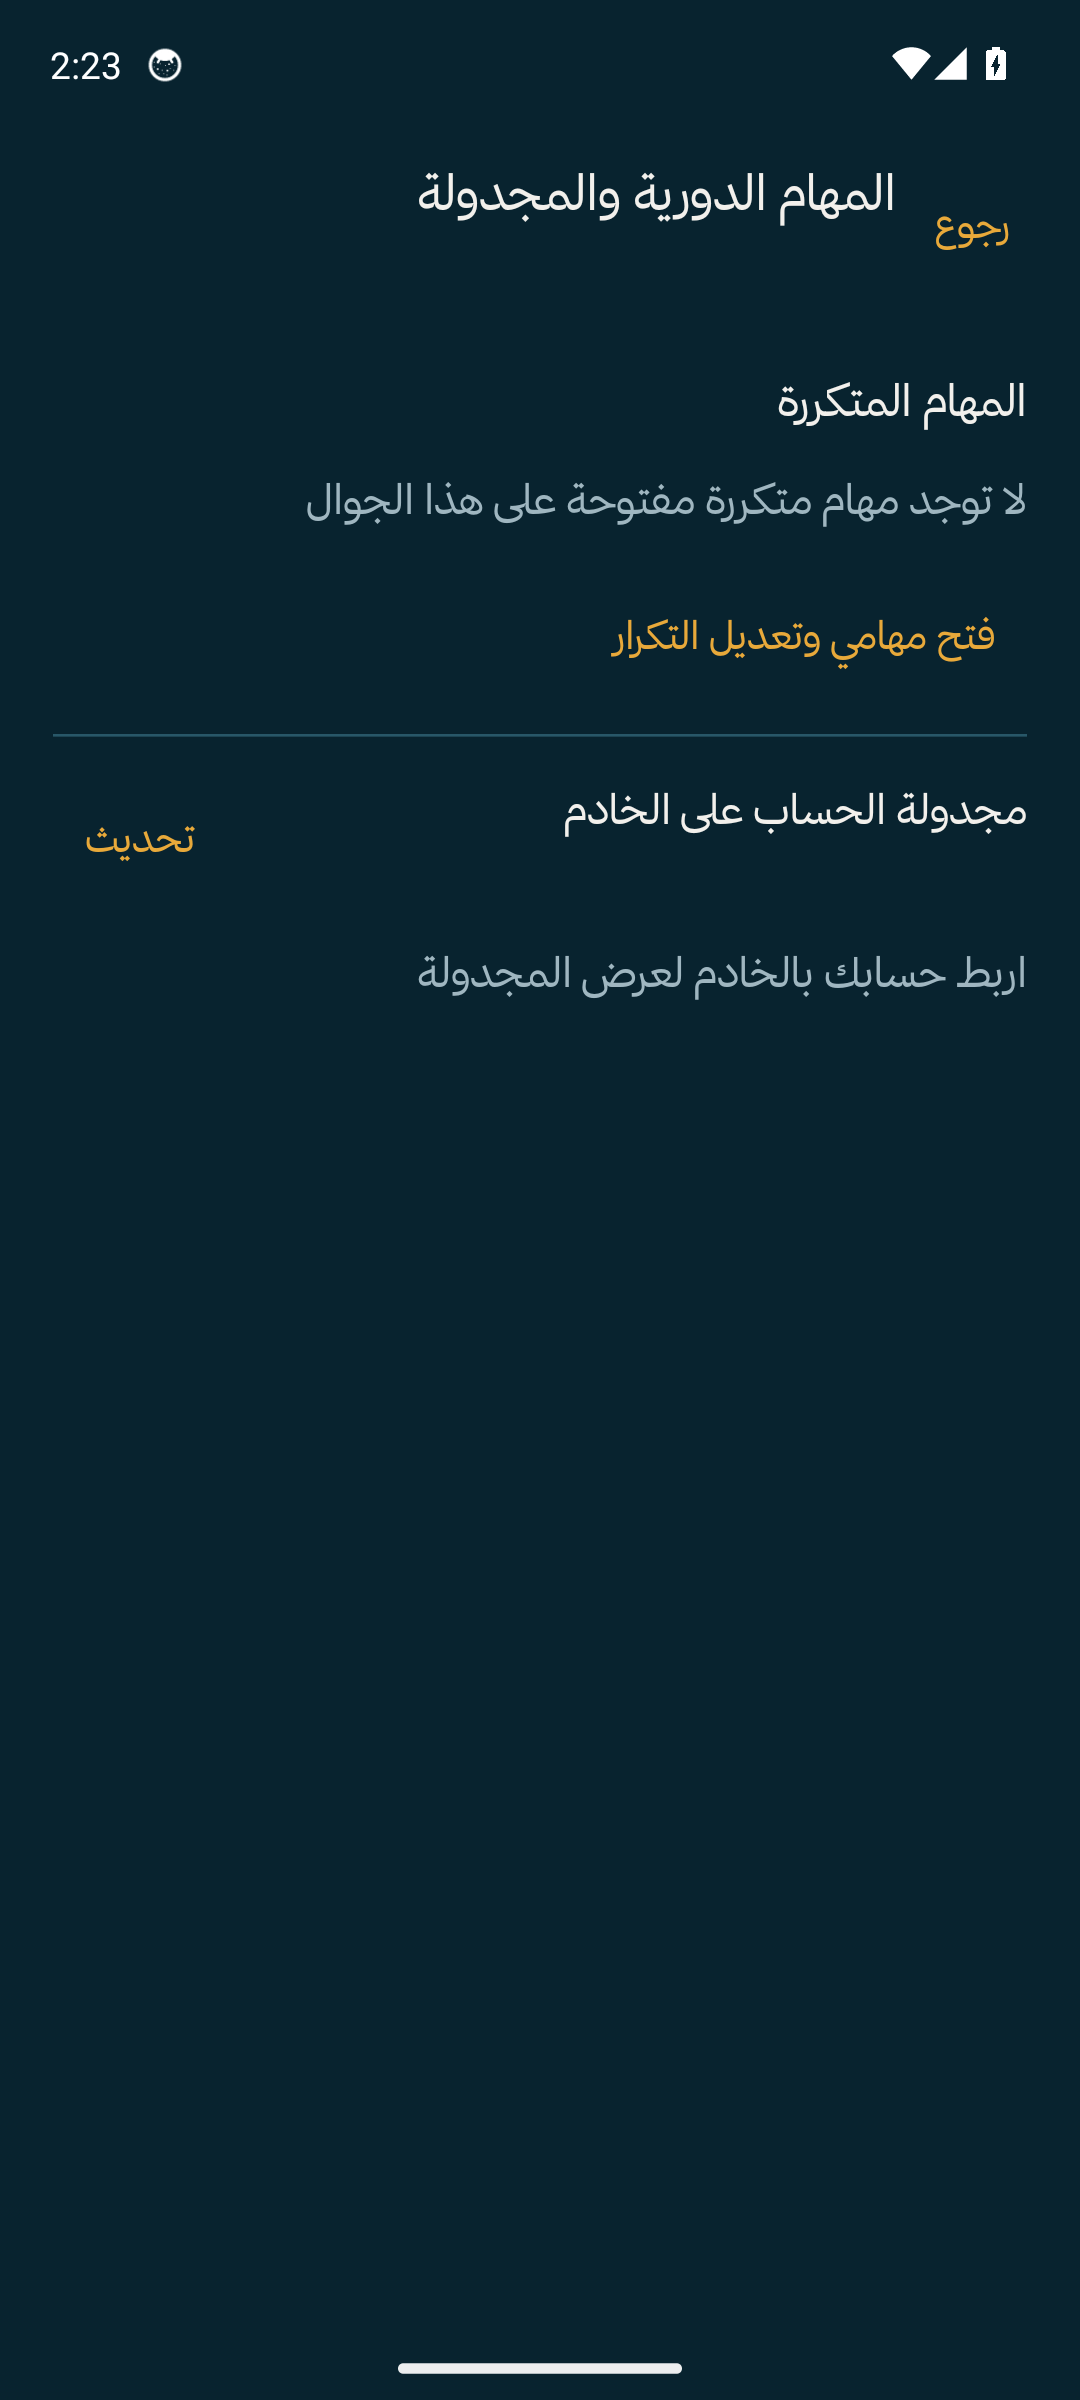 2:23
المهام الدورية والمجدولة
رجوع
المهام المتكررة
لا توجد مهام متكررة مفتوحة على هذا الجوال
فتح مهامي وتعديل التكرار
مجدولة الحساب على الخادم
تحديث
اربط حسابك بالخادم لعرض المجدولة